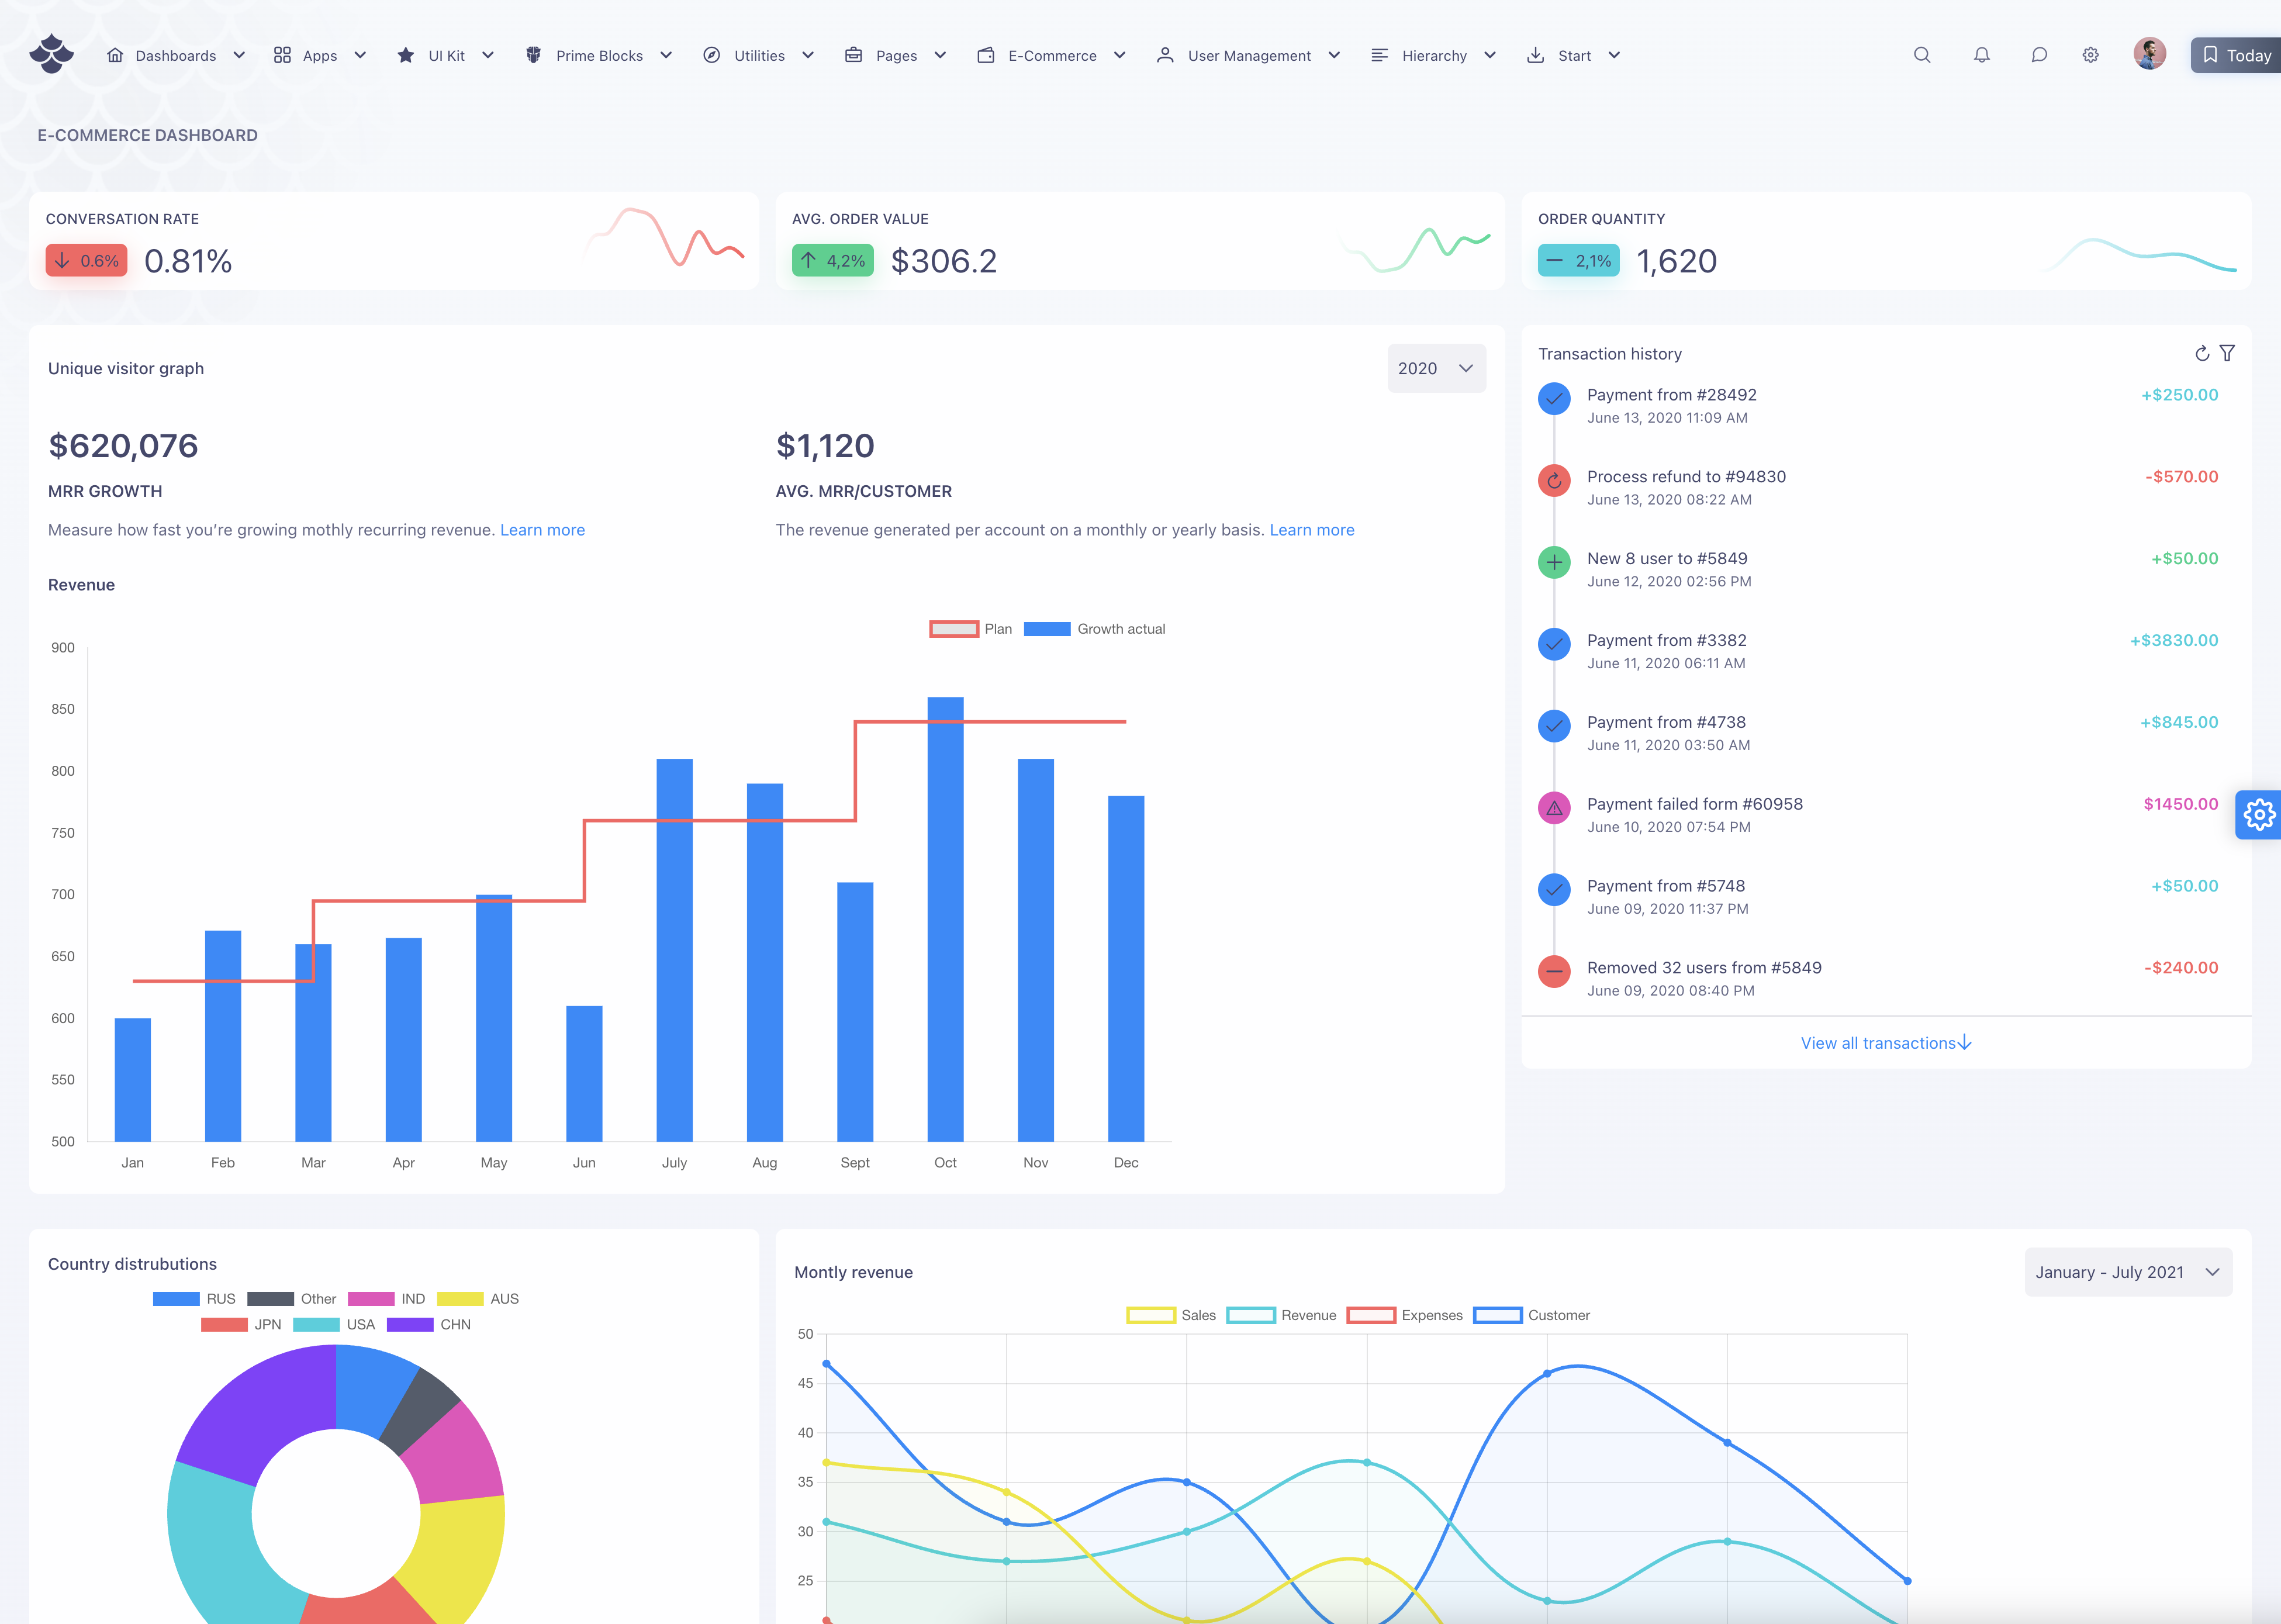 Dashboards Apps UI Kit Prime Blocks Utilities Pages E-Commerce User Management Hierarchy Start Today
E-COMMERCE DASHBOARD
CONVERSATION RATE
0.6% 0.81%
AVG. ORDER VALUE
4,2% $306.2
ORDER QUANTITY
2,1% 1,620
Unique visitor graph
2020
$620,076
MRR GROWTH
Measure how fast you’re growing mothly recurring revenue. Learn more
$1,120
AVG. MRR/CUSTOMER
The revenue generated per account on a monthly or yearly basis. Learn more
Revenue
Plan Growth actual
900
850
800
750
700
650
600
550
500
Jan Feb Mar Apr May Jun July Aug Sept Oct Nov Dec
Transaction history
Payment from #28492 +$250.00
June 13, 2020 11:09 AM
Process refund to #94830 -$570.00
June 13, 2020 08:22 AM
New 8 user to #5849 +$50.00
June 12, 2020 02:56 PM
Payment from #3382 +$3830.00
June 11, 2020 06:11 AM
Payment from #4738 +$845.00
June 11, 2020 03:50 AM
Payment failed form #60958 $1450.00
June 10, 2020 07:54 PM
Payment from #5748 +$50.00
June 09, 2020 11:37 PM
Removed 32 users from #5849 -$240.00
June 09, 2020 08:40 PM
View all transactions
Country distrubutions
RUS Other IND AUS
JPN USA CHN
Montly revenue
January - July 2021
Sales Revenue Expenses Customer
50
45
40
35
30
25